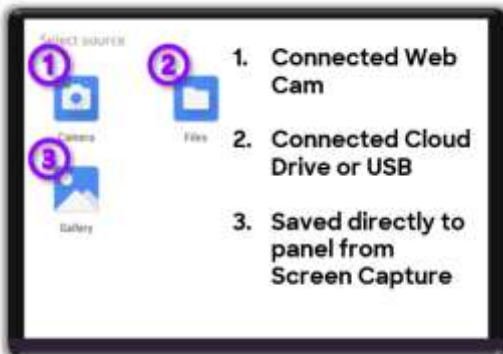 Select source
1
2
Camera
Files
3
Gallery
1. Connected Web
Cam
2. Connected Cloud
Drive or USB
3. Saved directly to
panel from
Screen Capture